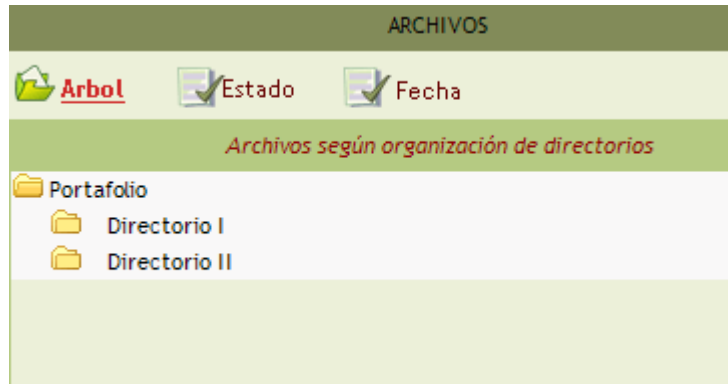 ARCHIVOS
Arbol Estado Fecha
Archivos según organización de directorios
Portafolio
Directorio I
Directorio II